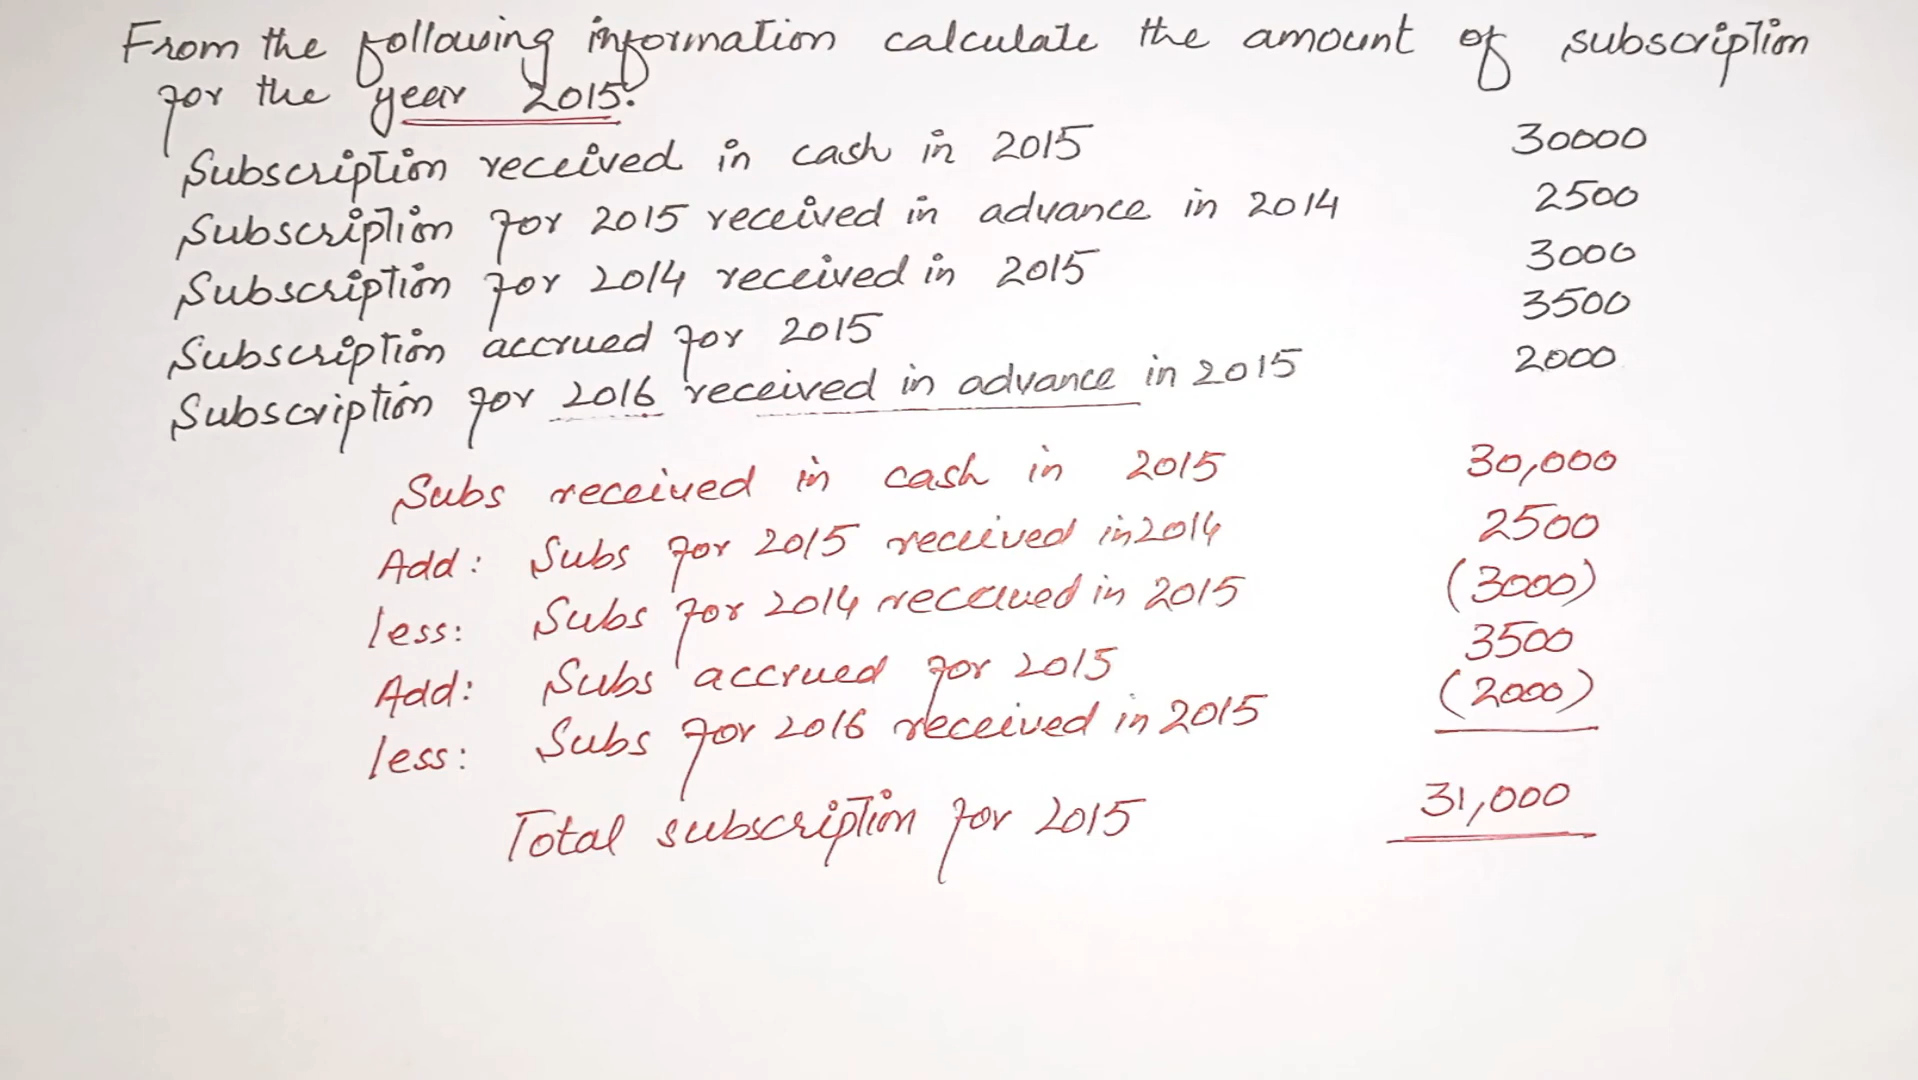 From the following information calculate the amount of subscription
for the year 2015.
Subscription received in cash in 2015 30000
Subscription for 2015 received in advance in 2014 2500
Subscription for 2014 received in 2015 3000
Subscription accrued for 2015 3500
Subscription for 2016 received in advance in 2015 2000
Subs received in cash in 2015 30,000
Add: Subs for 2015 received in 2014 2500
less: Subs for 2014 received in 2015 (3000)
Add: Subs accrued for 2015 3500
less: Subs for 2016 received in 2015 (2000)
Total subscription for 2015 31,000